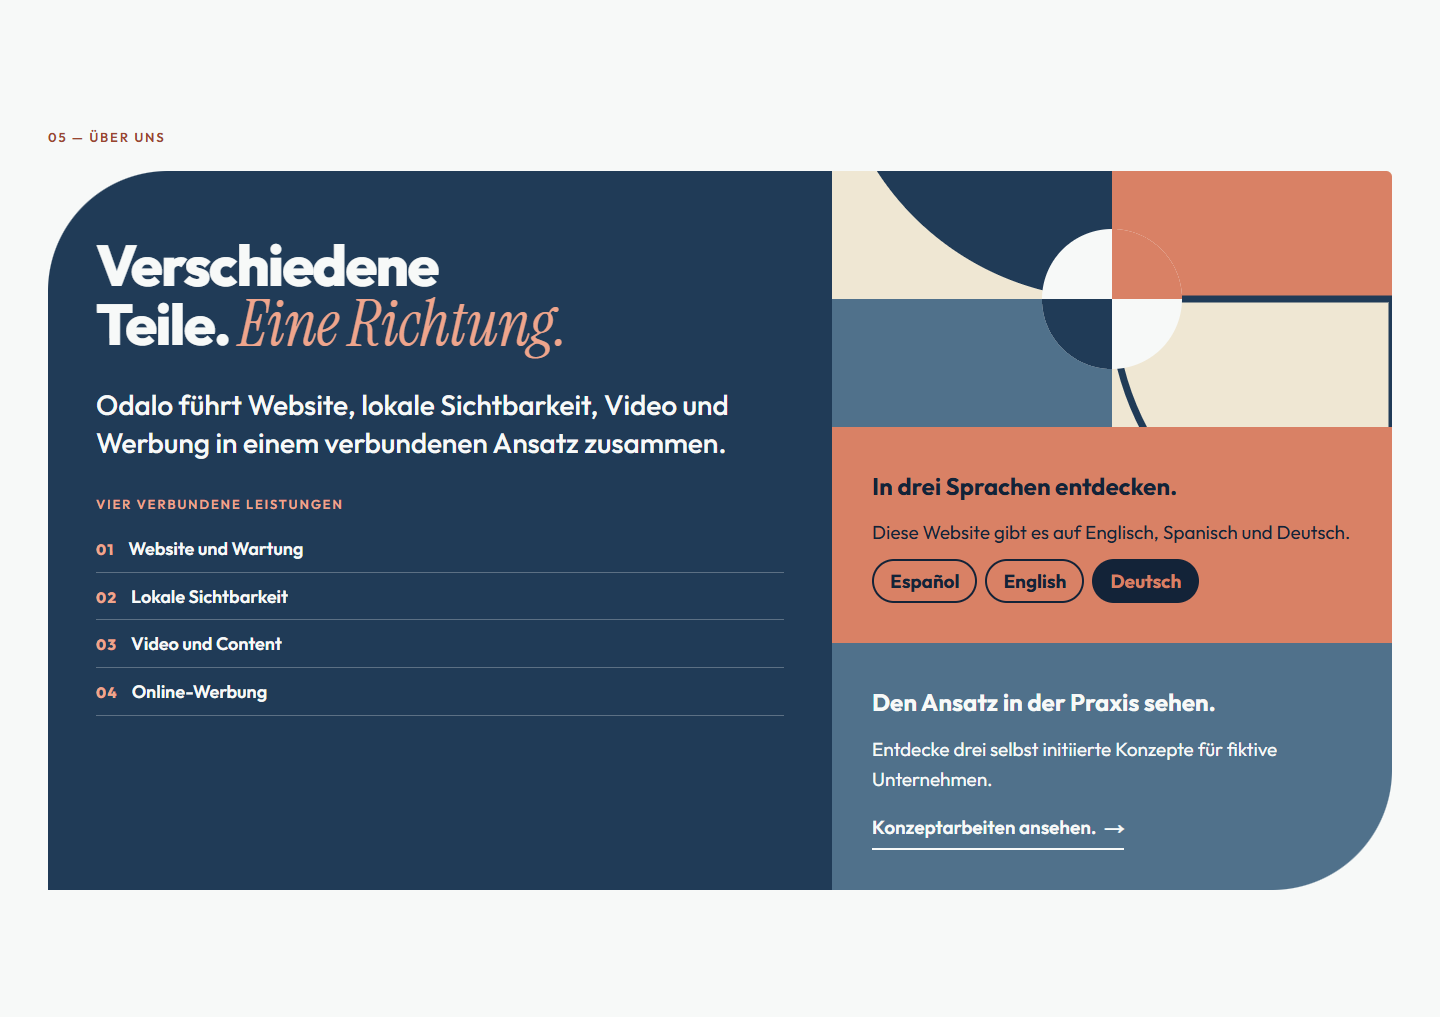 05 — ÜBER UNS
Verschiedene
Teile. Eine Richtung.
Odalo führt Website, lokale Sichtbarkeit, Video und
Werbung in einem verbundenen Ansatz zusammen.
VIER VERBUNDENE LEISTUNGEN
01 Website und Wartung
02 Lokale Sichtbarkeit
03 Video und Content
04 Online-Werbung
In drei Sprachen entdecken.
Diese Website gibt es auf Englisch, Spanisch und Deutsch.
Español English Deutsch
Den Ansatz in der Praxis sehen.
Entdecke drei selbst initiierte Konzepte für fiktive
Unternehmen.
Konzeptarbeiten ansehen. →